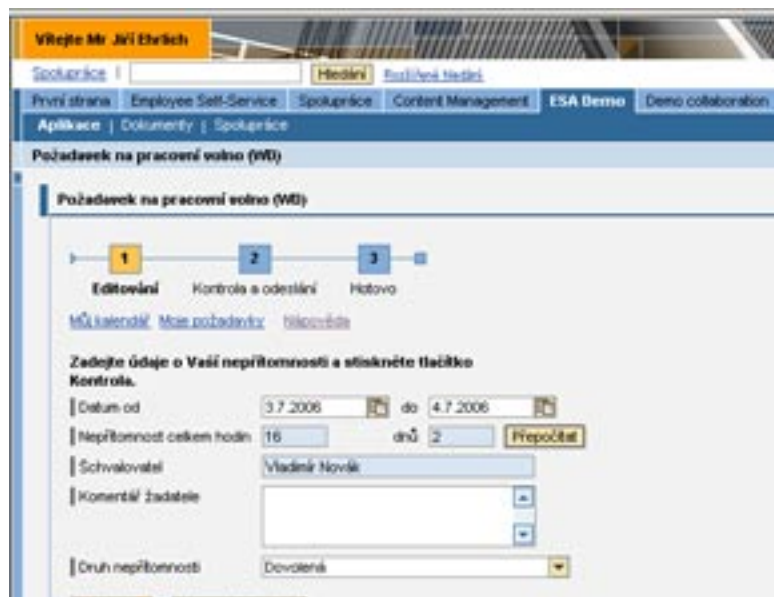 Vítejte Mr Jiří Ehrlich
Spolupráce | Hledání Rozšířené hledání
První strana Employee Self-Service Spolupráce Content Management ESA Demo Demo collaboration
Aplikace | Dokumenty | Spolupráce
Požadavek na pracovní volno (WD)
Požadavek na pracovní volno (WD)
1 2 3
Editování Kontrola a odeslání Hotovo
Můj kalendář Moje požadavky Nápověda
Zadejte údaje o Vaší nepřítomnosti a stiskněte tlačítko
Kontrola.
Datum od 3.7.2006 do 4.7.2006
Nepřítomnost celkem hodin 16 dnů 2 Přepočítat
Schvalovatel Vladimír Novák
Komentář žadatele
Druh nepřítomnosti Dovolená